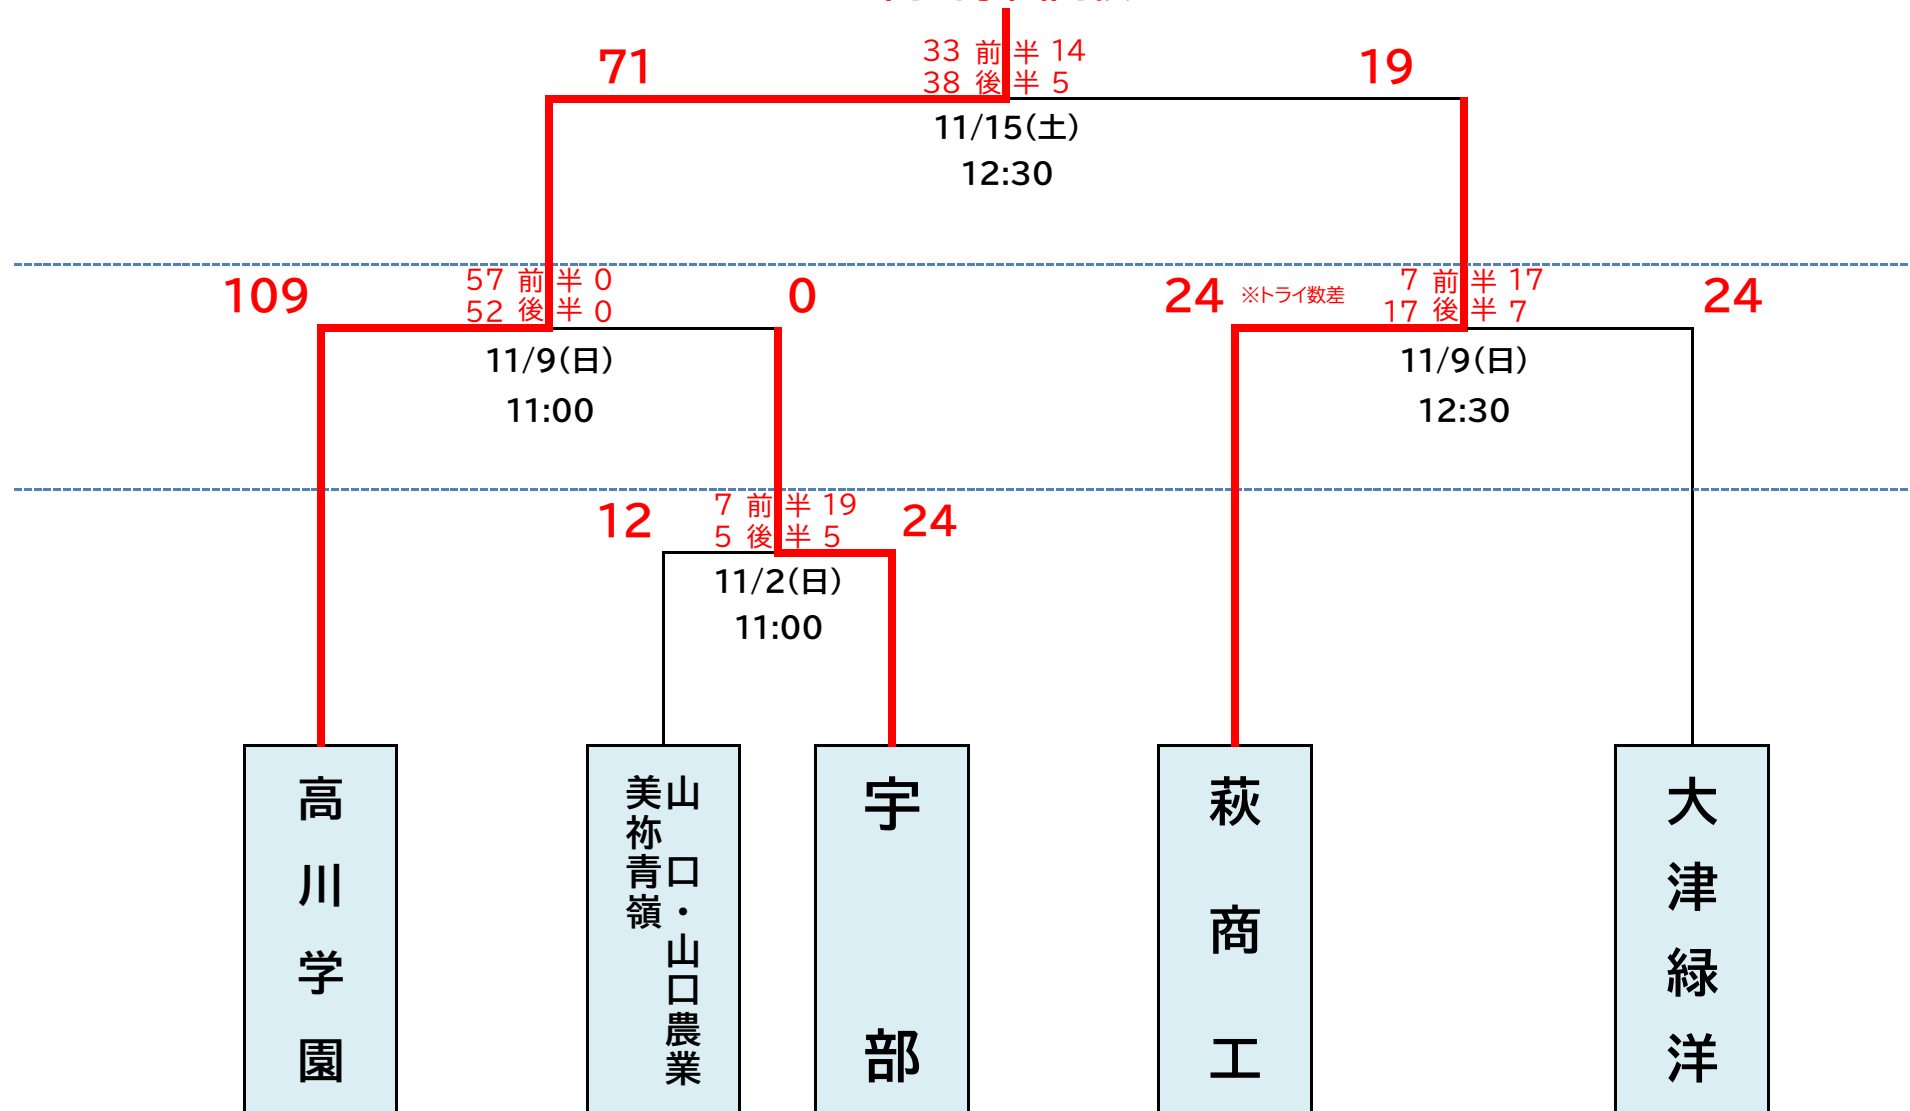 71
33 前半 14
38 後半 5
19
11/15(土)
12:30
109
57 前半 0
52 後半 0
0
24
※トライ数差
7 前半 17
17 後半 7
24
11/9(日)
11:00
11/9(日)
12:30
12
7 前半 19
5 後半 5
24
11/2(日)
11:00
高川学園
山口・山口農業
美祢青嶺
宇部
萩商工
大津緑洋